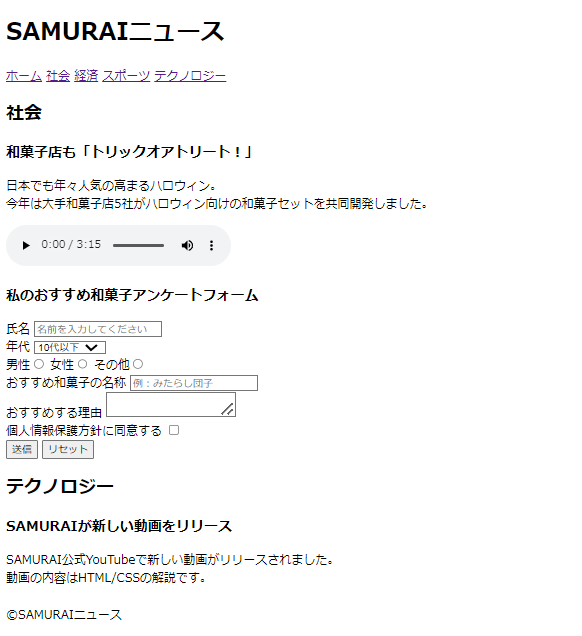 SAMURAIニュース
ホーム 社会 経済 スポーツ テクノロジー
社会
和菓子店も「トリックオアトリート！」
日本でも年々人気の高まるハロウィン。
今年は大手和菓子店5社がハロウィン向けの和菓子セットを共同開発しました。
0:00 / 3:15
私のおすすめ和菓子アンケートフォーム
氏名 名前を入力してください
年代 10代以下
男性 女性 その他
おすすめ和菓子の名称 例：みたらし団子
おすすめする理由
個人情報保護方針に同意する
送信 リセット
テクノロジー
SAMURAIが新しい動画をリリース
SAMURAI公式YouTubeで新しい動画がリリースされました。
動画の内容はHTML/CSSの解説です。
©SAMURAIニュース